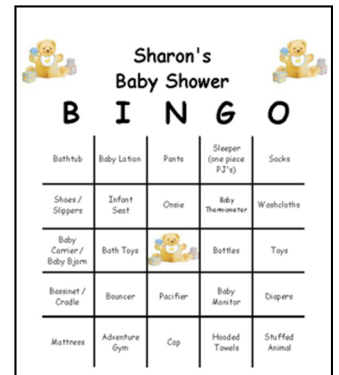 Sharon's
Baby Shower
B I N G O
Bathtub
Baby Lotion
Pants
Sleeper
(one piece
PJ's)
Socks
Shoes /
Slippers
Infant
Seat
Onsie
Baby
Thermometer
Washcloths
Baby
Carrier /
Baby Bjorn
Bath Toys
Bottles
Toys
Bassinet /
Cradle
Bouncer
Pacifier
Baby
Monitor
Diapers
Mattress
Adventure
Gym
Cap
Hooded
Towels
Stuffed
Animal